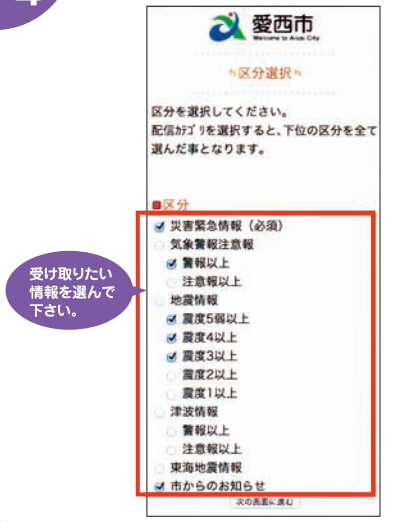 4
愛西市
Welcome to Aisai City
区分選択
区分を選択してください。
配信ｶﾃｺﾞﾘを選択すると、下位の区分を全て
選んだ事となります。
■区分
災害緊急情報（必須）
気象警報注意報
警報以上
注意報以上
地震情報
震度5弱以上
震度4以上
震度3以上
震度2以上
震度1以上
津波情報
警報以上
注意報以上
東海地震情報
市からのお知らせ
次の画面に進む
受け取りたい
情報を選んで
下さい。